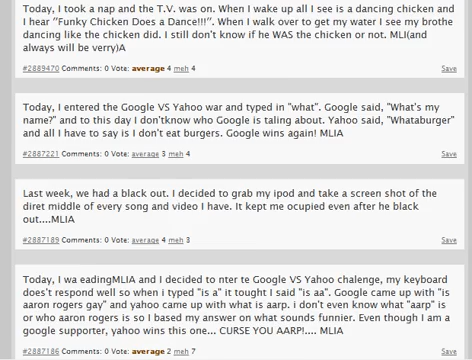 Today, I took a nap and the T.V. was on. When I wake up all I see is a dancing chicken and
I hear "Funky Chicken Does a Dance!!!". When I walk over to get my water I see my brothe
dancing like the chicken did. I still don't know if he WAS the chicken or not. MLI(and
always will be verry)A
#2889470 Comments: 0 Vote: average 4 meh 4 Save
Today, I entered the Google VS Yahoo war and typed in "what". Google said, "What's my
name?" and to this day I don'tknow who Google is taling about. Yahoo said, "Whataburger"
and all I have to say is I don't eat burgers. Google wins again! MLIA
#2887221 Comments: 0 Vote: average 3 meh 4 Save
Last week, we had a black out. I decided to grab my ipod and take a screen shot of the
diret middle of every song and video I have. It kept me ocupied even after he black
out....MLIA
#2887189 Comments: 0 Vote: average 4 meh 3 Save
Today, I wa eadingMLIA and I decided to nter te Google VS Yahoo chalenge, my keyboard
does't respond well so when i typed "is a" it tought I said "is aa". Google came up with "is
aaron rogers gay" and yahoo came up with what is aarp. i don't even know what "aarp" is
or who aaron rogers is so I based my answer on what sounds funnier. Even though I am a
google supporter, yahoo wins this one... CURSE YOU AARP!.... MLIA
#2887186 Comments: 0 Vote: average 2 meh 7 Save